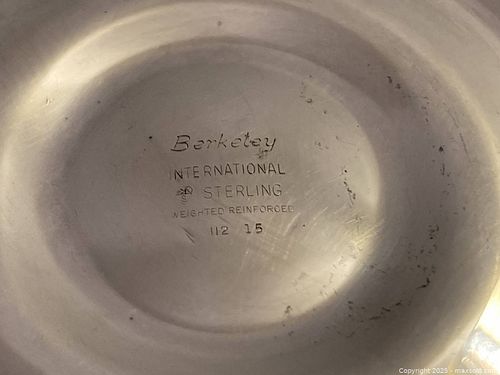 Berkeley
INTERNATIONAL
STERLING
WEIGHTED REINFORCED
112 15
Copyright 2025 - maxsold.com